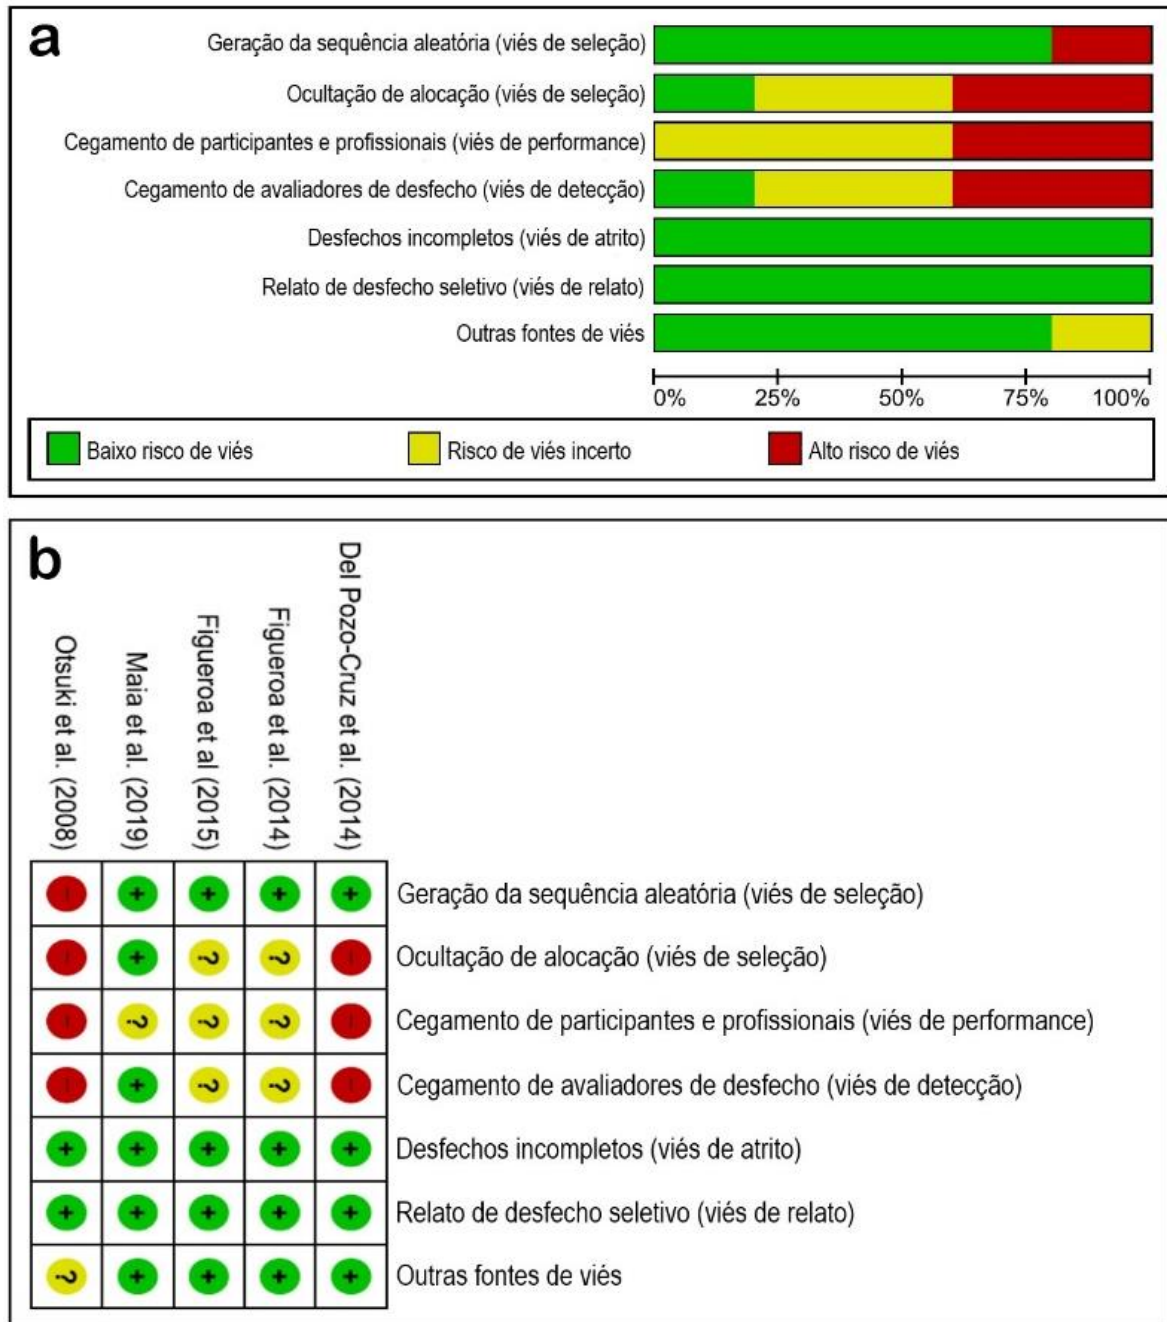 a
Geração da sequência aleatória (viés de seleção)
Ocultação de alocação (viés de seleção)
Cegamento de participantes e profissionais (viés de performance)
Cegamento de avaliadores de desfecho (viés de detecção)
Desfechos incompletos (viés de atrito)
Relato de desfecho seletivo (viés de relato)
Outras fontes de viés
0% 25% 50% 75% 100%
Baixo risco de viés Risco de viés incerto Alto risco de viés
b
Otsuki et al. (2008)
Maia et al. (2019)
Figueroa et al (2015)
Figueroa et al. (2014)
Del Pozo-Cruz et al. (2014)
- + + + + Geração da sequência aleatória (viés de seleção)
- + ? ? - Ocultação de alocação (viés de seleção)
- ? ? ? - Cegamento de participantes e profissionais (viés de performance)
- + ? ? - Cegamento de avaliadores de desfecho (viés de detecção)
+ + + + + Desfechos incompletos (viés de atrito)
+ + + + + Relato de desfecho seletivo (viés de relato)
? + + + + Outras fontes de viés